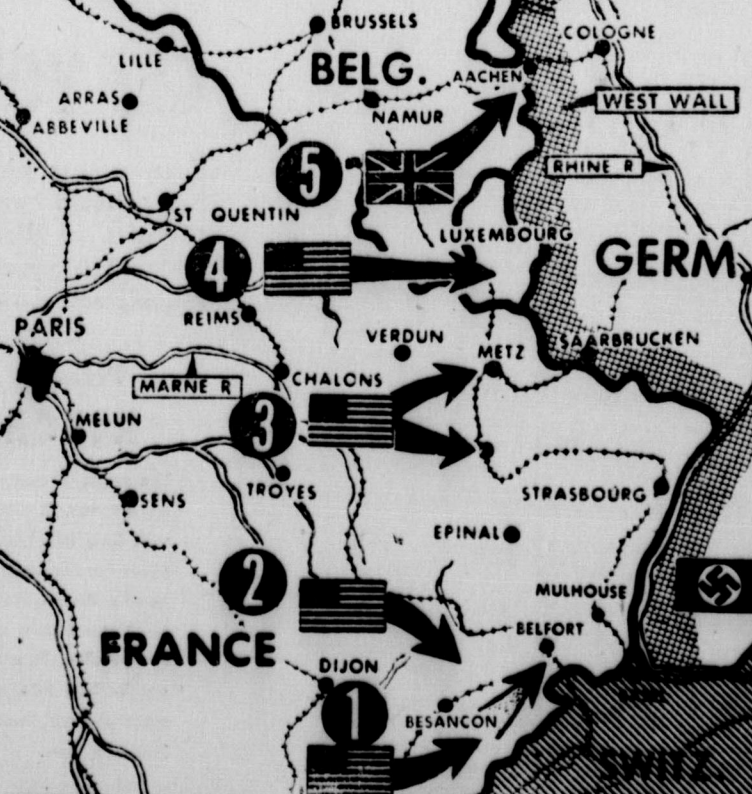 BRUSSELS
COLOGNE
LILLE
BELG.
AACHEN
ARRAS
WEST WALL
NAMUR
ABBEVILLE
5
RHINE R
ST QUENTIN
LUXEMBOURG
4
GERM
REIMS
PARIS
VERDUN
SAARBRUCKEN
METZ
CHALONS
MARNE R
3
MELUN
TROYES
STRASBOURG
SENS
EPINAL
2
MULHOUSE
BELFORT
FRANCE
DIJON
1
BESANCON
SWITZ.